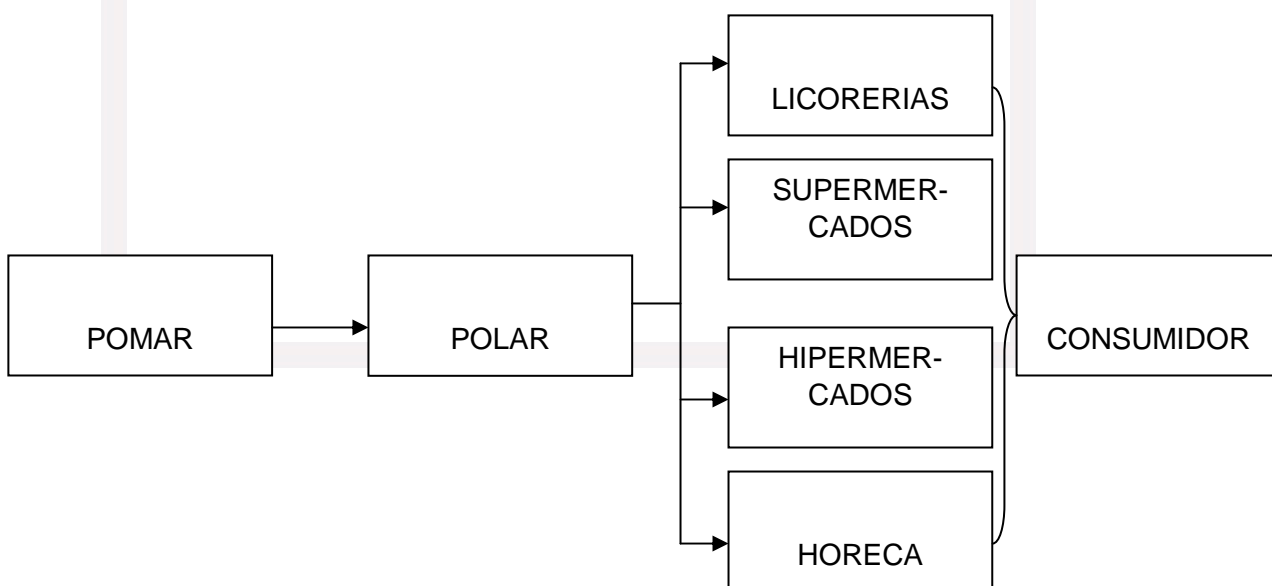 LICORERIAS
SUPERMER-
CADOS
POMAR
POLAR
HIPERMER-
CADOS
CONSUMIDOR
HORECA